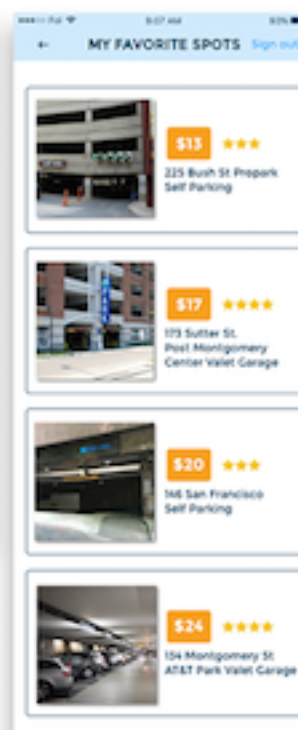 9:07 AM
← MY FAVORITE SPOTS Sign out
$13
225 Bush St Propark
Self Parking
$17
173 Sutter St.
Post Montgomery
Center Valet Garage
$20
146 San Francisco
Self Parking
$24
154 Montgomery St
AT&T Park Valet Garage